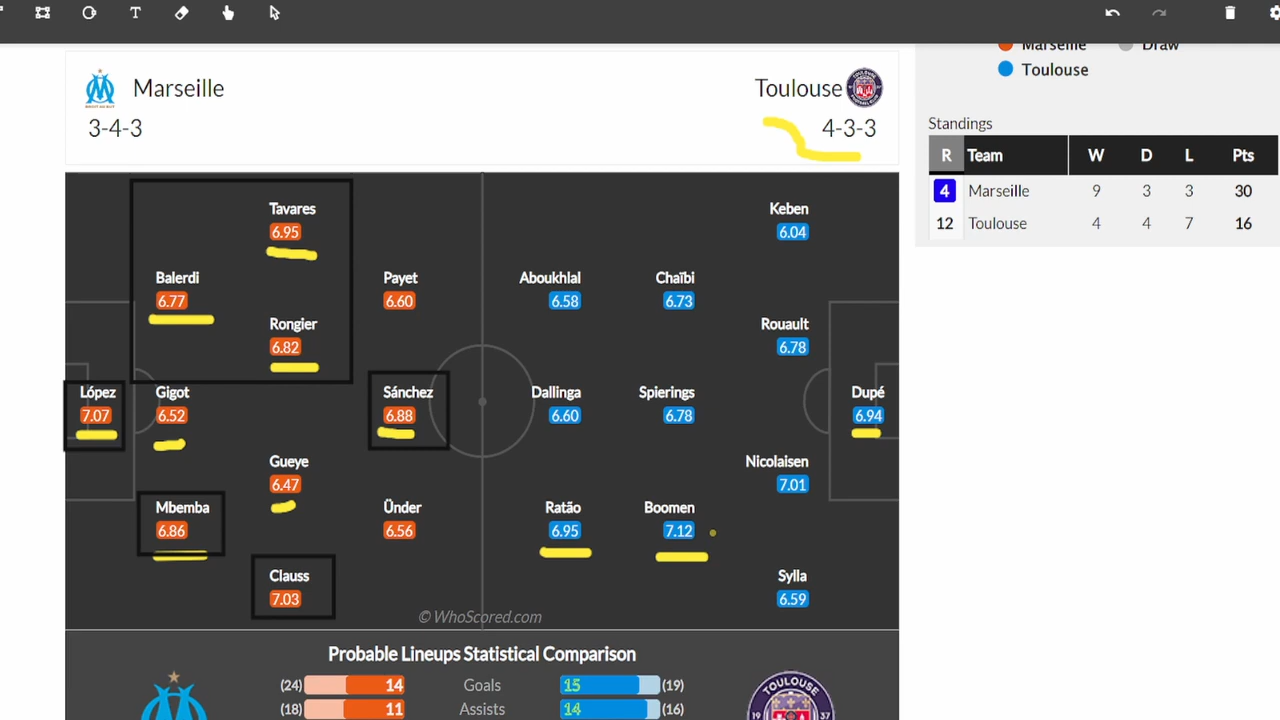 T
Marseille
Toulouse
3-4-3
4-3-3
Marseille
Draw
Toulouse
Standings
R Team W D L Pts
4 Marseille 9 3 3 30
12 Toulouse 4 4 7 16
Tavares
6.95
Keben
6.04
Balerdi
6.77
Payet
6.60
Aboukhlal
6.58
Chaïbi
6.73
Rongier
6.82
Rouault
6.78
López
7.07
Gigot
6.52
Sánchez
6.88
Dallinga
6.60
Spierings
6.78
Dupé
6.94
Gueye
6.47
Nicolaisen
7.01
Mbemba
6.86
Ünder
6.56
Ratão
6.95
Boomen
7.12
Clauss
7.03
Sylla
6.59
© WhoScored.com
Probable Lineups Statistical Comparison
(24) 14 Goals 15 (19)
(18) 11 Assists 14 (16)
TOULOUSE
19 37